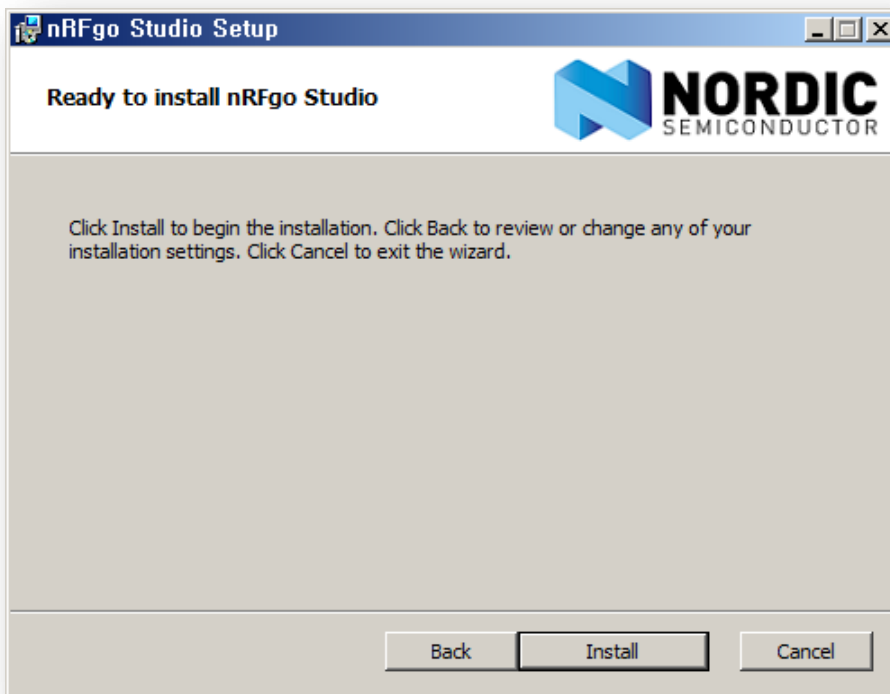 nRFgo Studio Setup
Ready to install nRFgo Studio
NORDIC
SEMICONDUCTOR
Click Install to begin the installation. Click Back to review or change any of your
installation settings. Click Cancel to exit the wizard.
Back
Install
Cancel